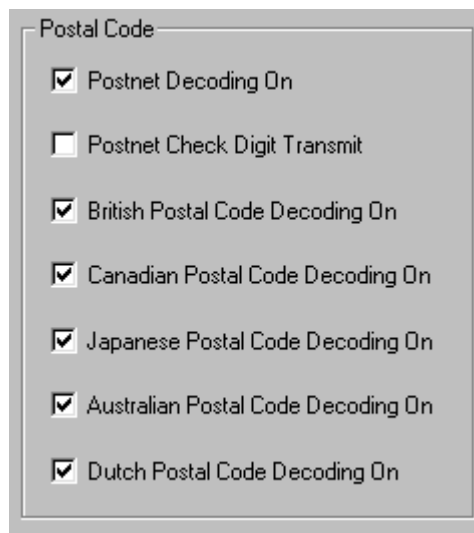 Postal Code
Postnet Decoding On
Postnet Check Digit Transmit
British Postal Code Decoding On
Canadian Postal Code Decoding On
Japanese Postal Code Decoding On
Australian Postal Code Decoding On
Dutch Postal Code Decoding On